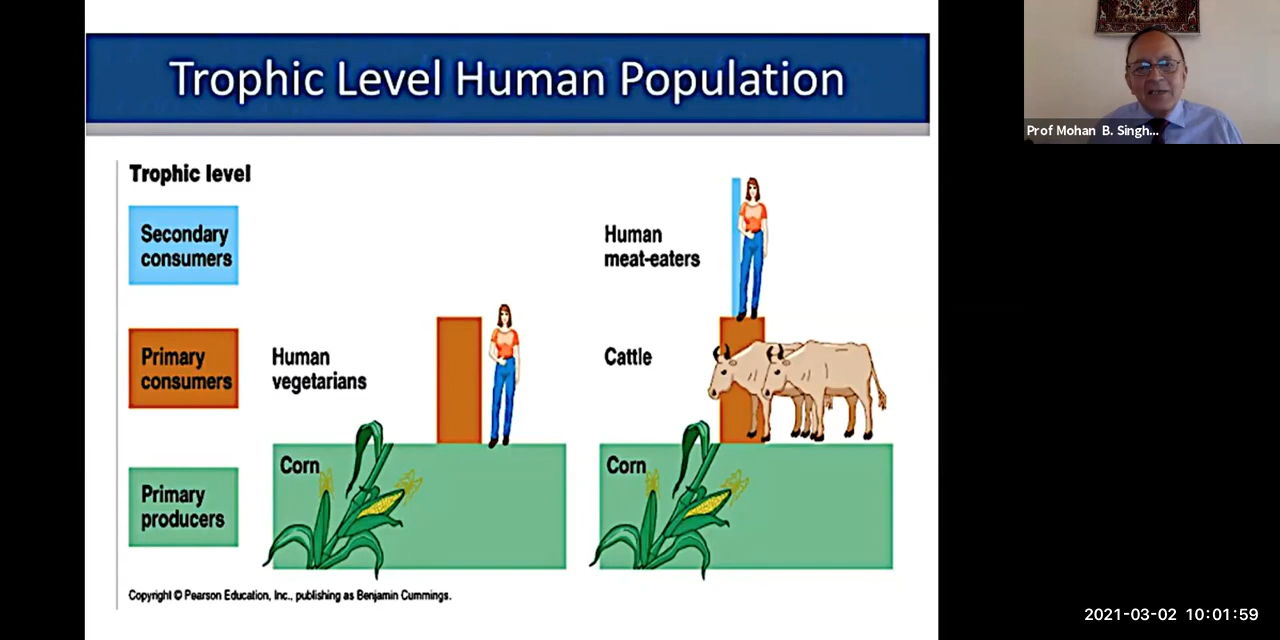 Trophic Level Human Population
Prof Mohan B. Singh...
Trophic level
Secondary
consumers
Human
meat-eaters
Primary
consumers
Human
vegetarians
Cattle
Primary
producers
Corn
Corn
Copyright © Pearson Education, Inc., publishing as Benjamin Cummings.
2021-03-02 10:01:59